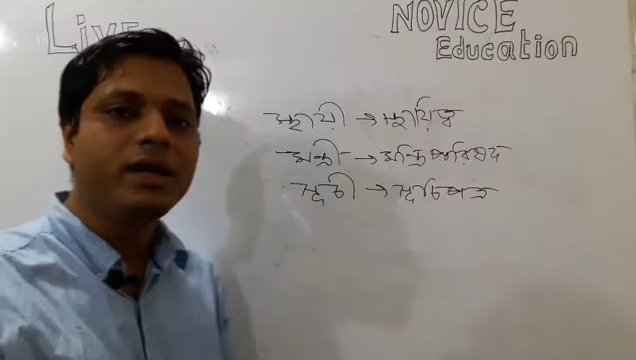 Live
NOVICE
Education
স্থায়ী → স্থায়িত্ব
মন্ত্রী → মন্ত্রিপরিষদ
সূচী → সূচিপত্র